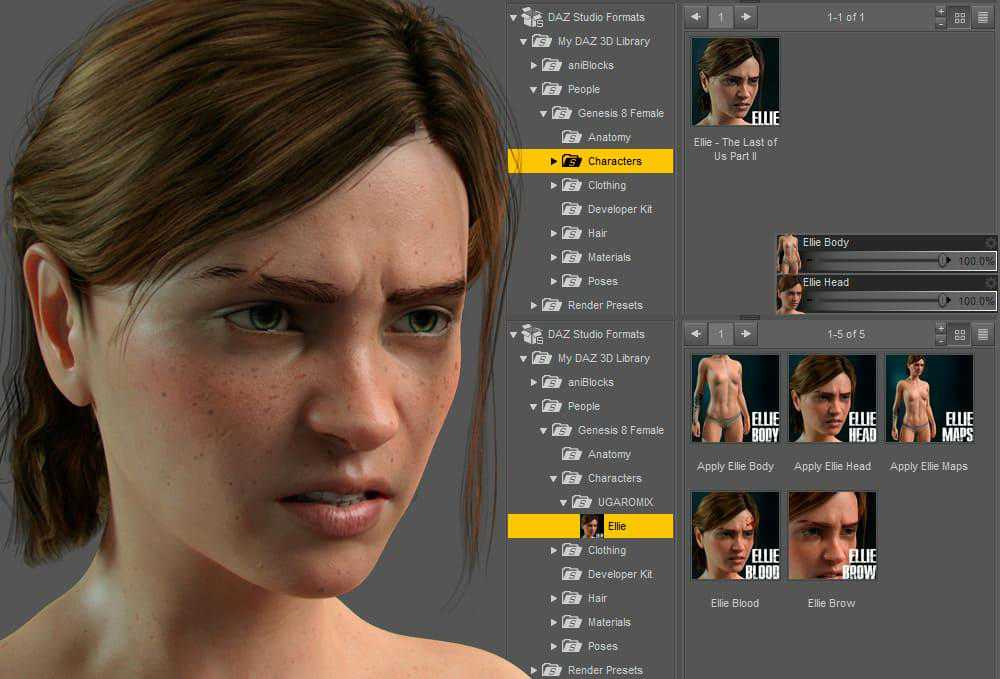 DAZ Studio Formats
My DAZ 3D Library
aniBlocks
People
Genesis 8 Female
Anatomy
Characters
Clothing
Developer Kit
Hair
Materials
Poses
Render Presets
1
1-1 of 1
ELLIE
Ellie - The Last of
Us Part II
Ellie Body
100.0%
Ellie Head
100.0%
DAZ Studio Formats
My DAZ 3D Library
aniBlocks
People
Genesis 8 Female
Anatomy
Characters
UGAROMIX
Ellie
Clothing
Developer Kit
Hair
Materials
Poses
Render Presets
1
1-5 of 5
ELLIE
BODY
Apply Ellie Body
ELLIE
HEAD
Apply Ellie Head
ELLIE
MAPS
Apply Ellie Maps
ELLIE
BLOOD
Ellie Blood
ELLIE
BROW
Ellie Brow